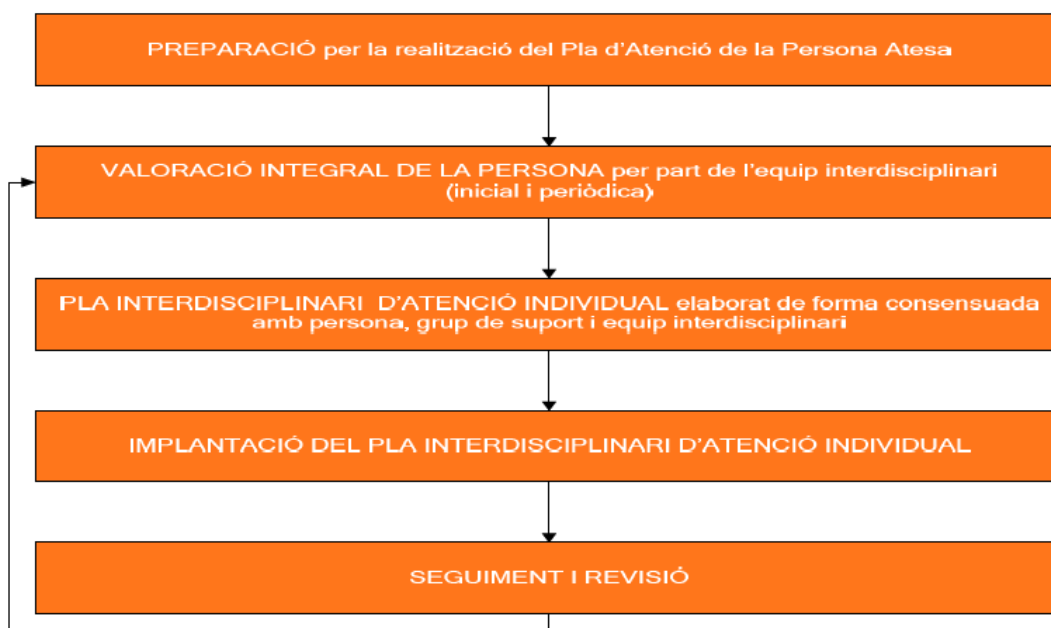 PREPARACIÓ per la realització del Pla d'Atenció de la Persona Atesa
VALORACIÓ INTEGRAL DE LA PERSONA per part de l'equip interdisciplinari
(inicial i periòdica)
PLA INTERDISCIPLINARI D'ATENCIÓ INDIVIDUAL elaborat de forma consensuada
amb persona, grup de suport i equip interdisciplinari
IMPLANTACIÓ DEL PLA INTERDISCIPLINARI D'ATENCIÓ INDIVIDUAL
SEGUIMENT I REVISIÓ